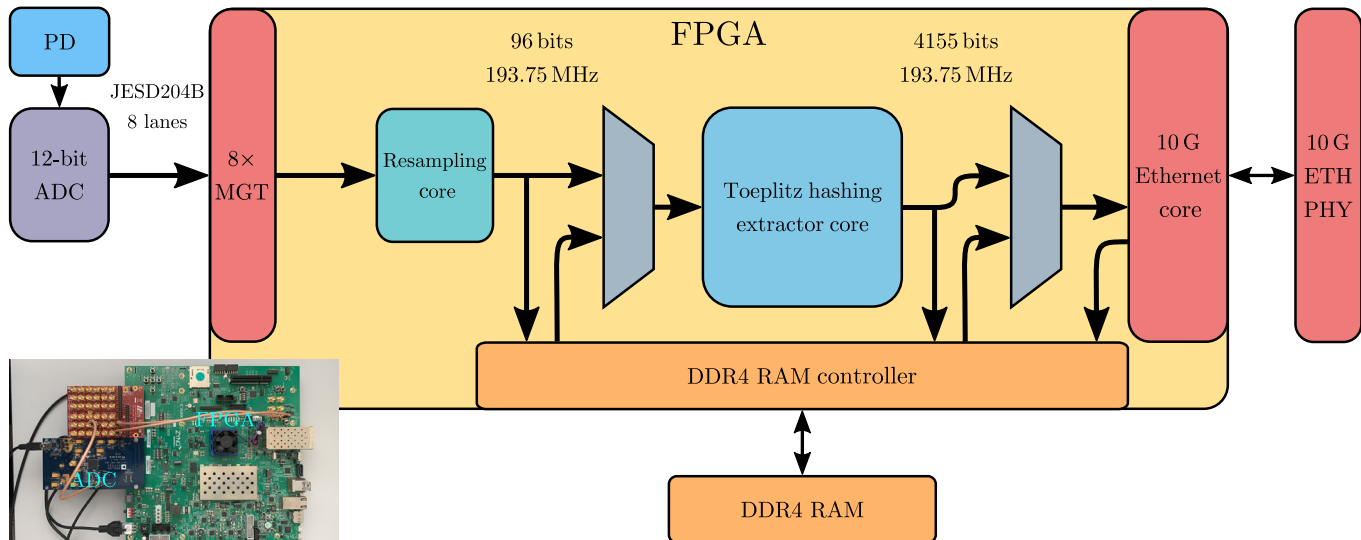 PD
JESD204B
8 lanes
12-bit
ADC
8×
MGT
FPGA
96 bits
193.75 MHz
4155 bits
193.75 MHz
Resampling
core
Toeplitz hashing
extractor core
10 G
Ethernet
core
10 G
ETH
PHY
DDR4 RAM controller
DDR4 RAM
FPGA
ADC